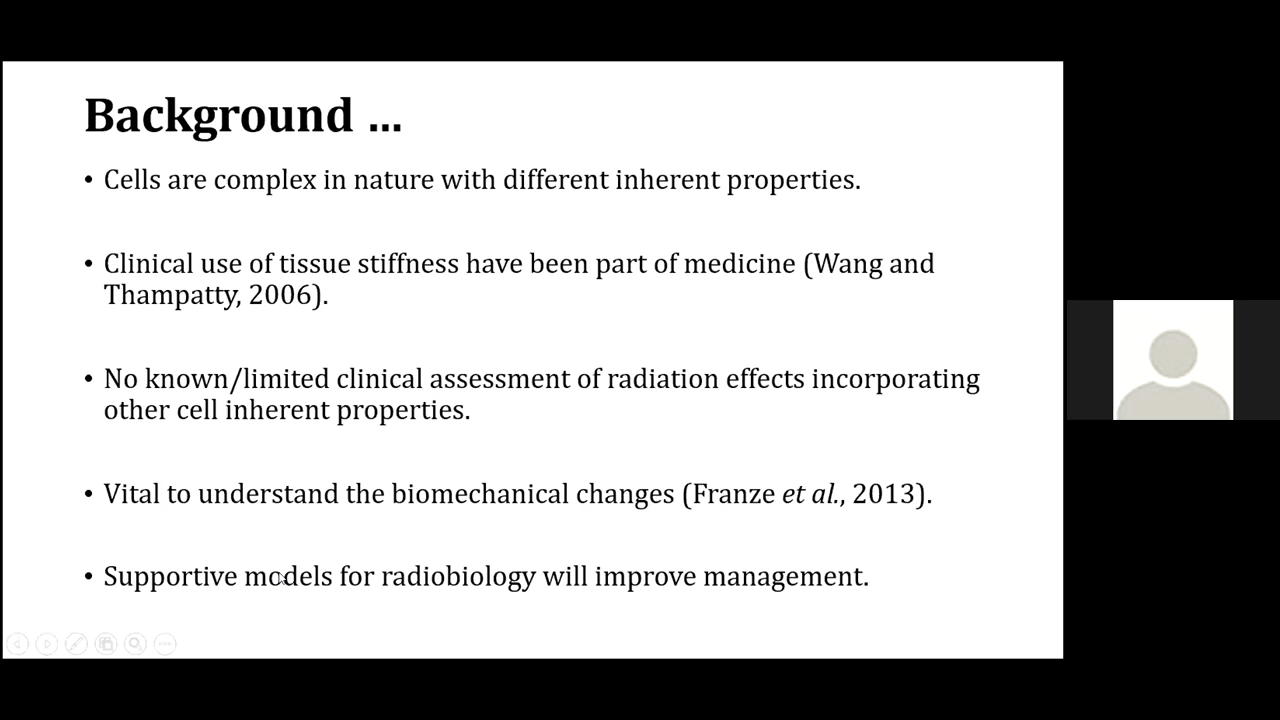 Background ...
• Cells are complex in nature with different inherent properties.
• Clinical use of tissue stiffness have been part of medicine (Wang and
Thampatty, 2006).
• No known/limited clinical assessment of radiation effects incorporating
other cell inherent properties.
• Vital to understand the biomechanical changes (Franze et al., 2013).
• Supportive models for radiobiology will improve management.